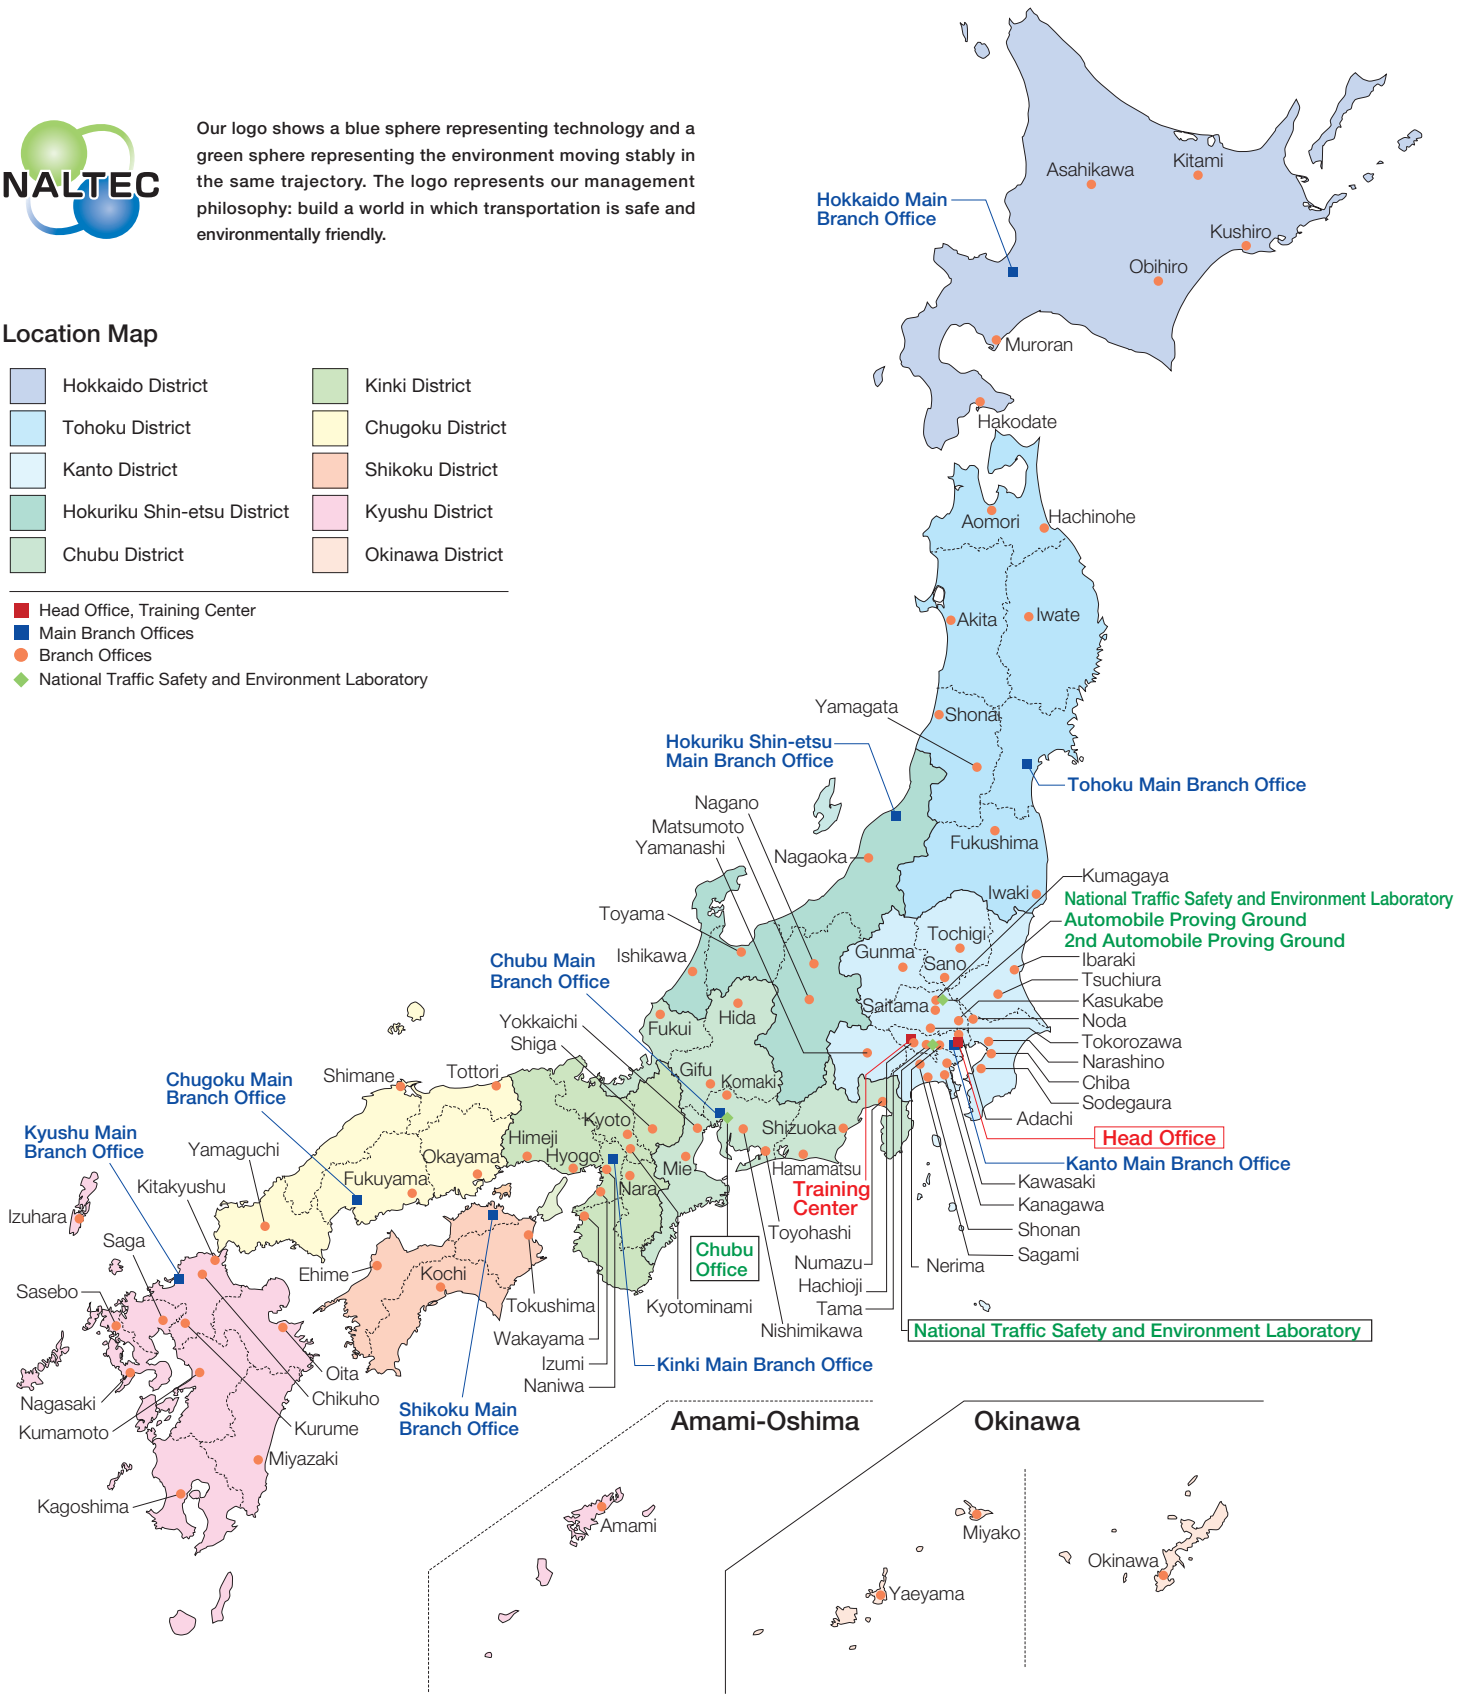 NALTEC
Our logo shows a blue sphere representing technology and a
green sphere representing the environment moving stably in
the same trajectory. The logo represents our management
philosophy: build a world in which transportation is safe and
environmentally friendly.
Location Map
Hokkaido District
Tohoku District
Kanto District
Hokuriku Shin-etsu District
Chubu District
Kinki District
Chugoku District
Shikoku District
Kyushu District
Okinawa District
Head Office, Training Center
Main Branch Offices
Branch Offices
National Traffic Safety and Environment Laboratory
Asahikawa
Kitami
Hokkaido Main
Branch Office
Kushiro
Obihiro
Muroran
Hakodate
Aomori
Hachinohe
Akita
Iwate
Yamagata
Shonai
Hokuriku Shin-etsu
Main Branch Office
Tohoku Main Branch Office
Nagano
Matsumoto
Yamanashi
Nagaoka
Fukushima
Iwaki
Kumagaya
National Traffic Safety and Environment Laboratory
Automobile Proving Ground
2nd Automobile Proving Ground
Toyama
Tochigi
Gunma
Sano
Ishikawa
Ibaraki
Tsuchiura
Kasukabe
Noda
Tokorozawa
Narashino
Chiba
Sodegaura
Adachi
Chubu Main
Branch Office
Saitama
Hida
Fukui
Yokkaichi
Shiga
Gifu
Komaki
Shimane
Tottori
Chugoku Main
Branch Office
Kyoto
Shizuoka
Head Office
Kyushu Main
Branch Office
Yamaguchi
Himeji
Hyogo
Okayama
Mie
Hamamatsu
Kanto Main Branch Office
Kitakyushu
Fukuyama
Nara
Training
Center
Kawasaki
Kanagawa
Izuhara
Toyohashi
Shonan
Saga
Chubu
Office
Numazu
Nerima
Sagami
Ehime
Kochi
Hachioji
Sasebo
Tokushima
Kyotominami
Tama
Wakayama
Nishimikawa
National Traffic Safety and Environment Laboratory
Izumi
Kinki Main Branch Office
Oita
Naniwa
Nagasaki
Chikuho
Kumamoto
Kurume
Shikoku Main
Branch Office
Miyazaki
Kagoshima
Amami-Oshima
Okinawa
Amami
Miyako
Okinawa
Yaeyama